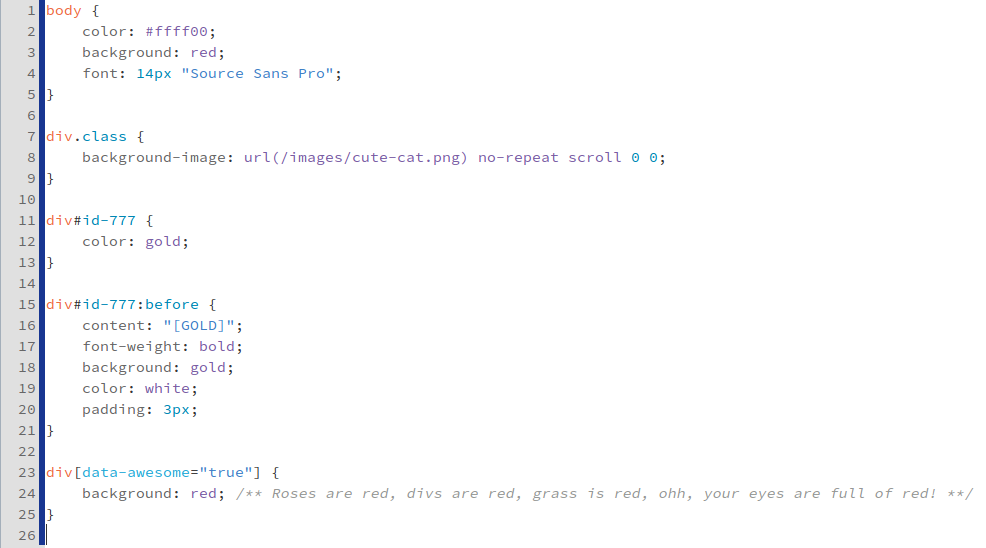 1 body {
2     color: #ffff00;
3     background: red;
4     font: 14px "Source Sans Pro";
5 }
6
7 div.class {
8     background-image: url(/images/cute-cat.png) no-repeat scroll 0 0;
9 }
10
11 div#id-777 {
12     color: gold;
13 }
14
15 div#id-777:before {
16     content: "[GOLD]";
17     font-weight: bold;
18     background: gold;
19     color: white;
20     padding: 3px;
21 }
22
23 div[data-awesome="true"] {
24     background: red; /** Roses are red, divs are red, grass is red, ohh, your eyes are full of red! **/
25 }
26